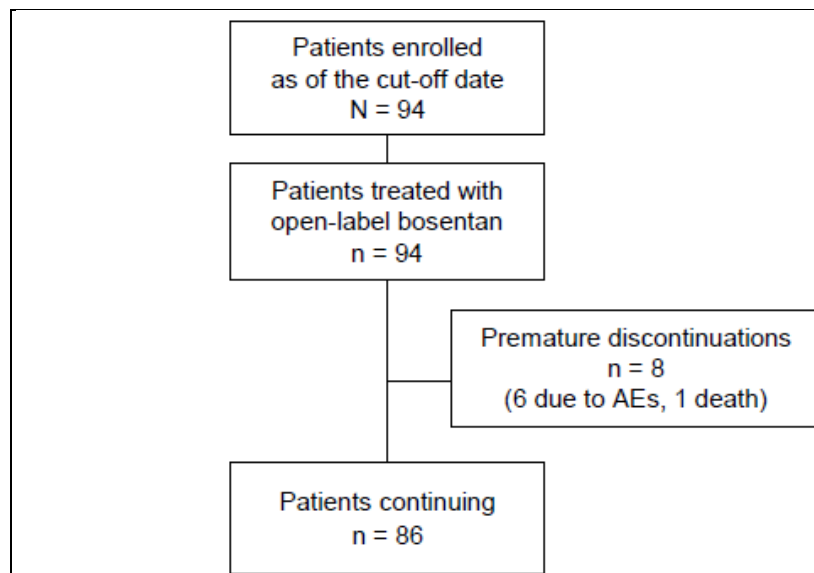 Patients enrolled
as of the cut-off date
N = 94
Patients treated with
open-label bosentan
n = 94
Premature discontinuations
n = 8
(6 due to AEs, 1 death)
Patients continuing
n = 86